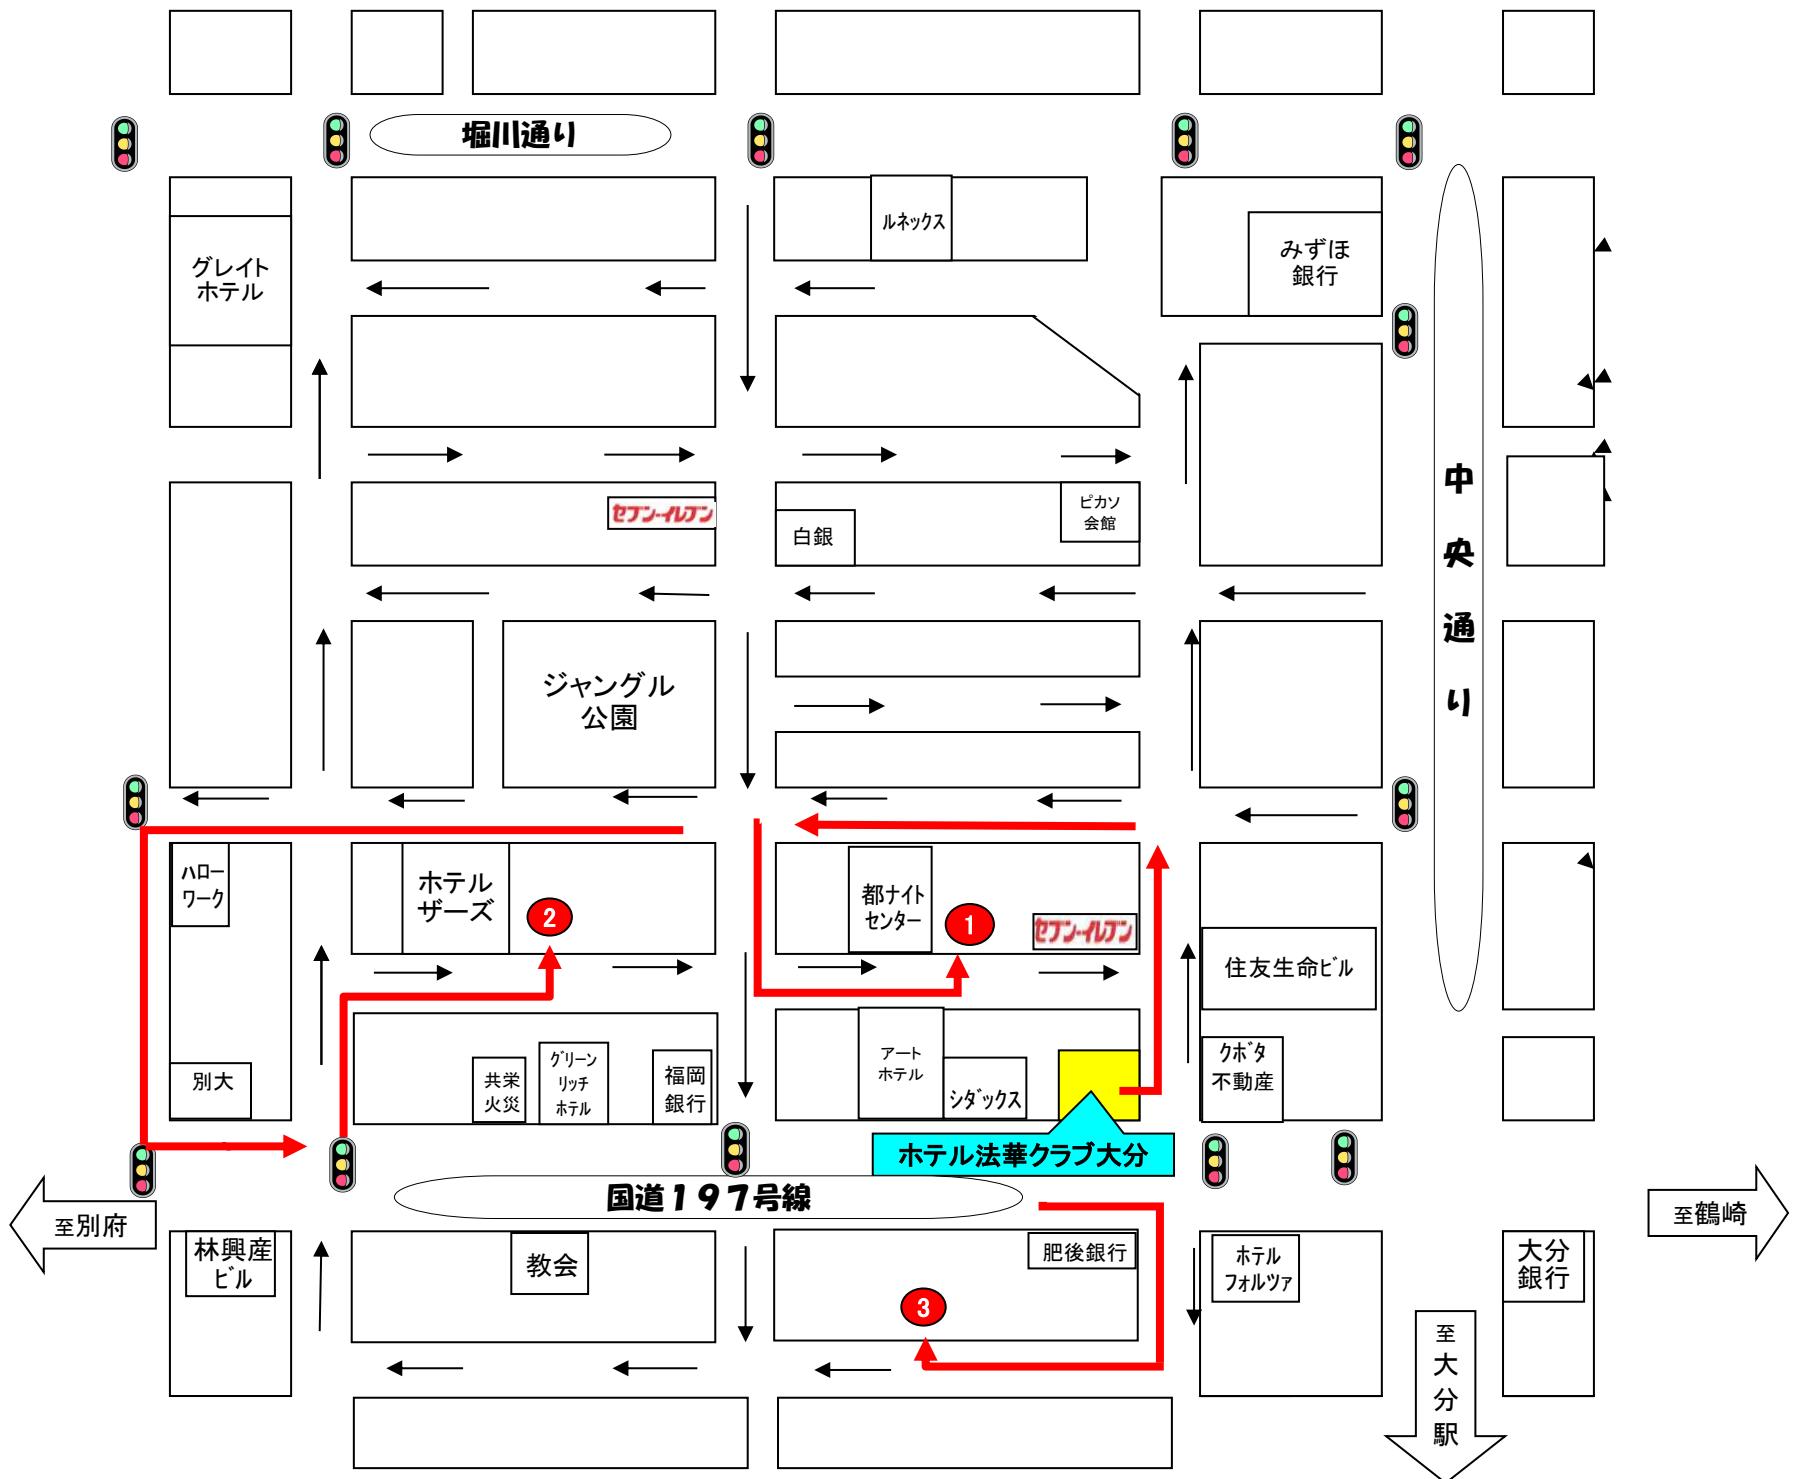 堀川通り
ルネックス
みずほ
銀行
グレイト
ホテル
中
央
通
り
セブン-イレブン
白銀
ピカソ
会館
ジャングル
公園
ハロー
ワーク
ホテル
ザーズ
2
都ナイト
センター
1
セブン-イレブン
住友生命ビル
別大
共栄
火災
グリーン
リッチ
ホテル
福岡
銀行
アート
ホテル
シダックス
クボタ
不動産
ホテル法華クラブ大分
国道197号線
至別府
至鶴崎
林興産
ビル
教会
肥後銀行
3
ホテル
フォルツァ
大分
銀行
至
大
分
駅